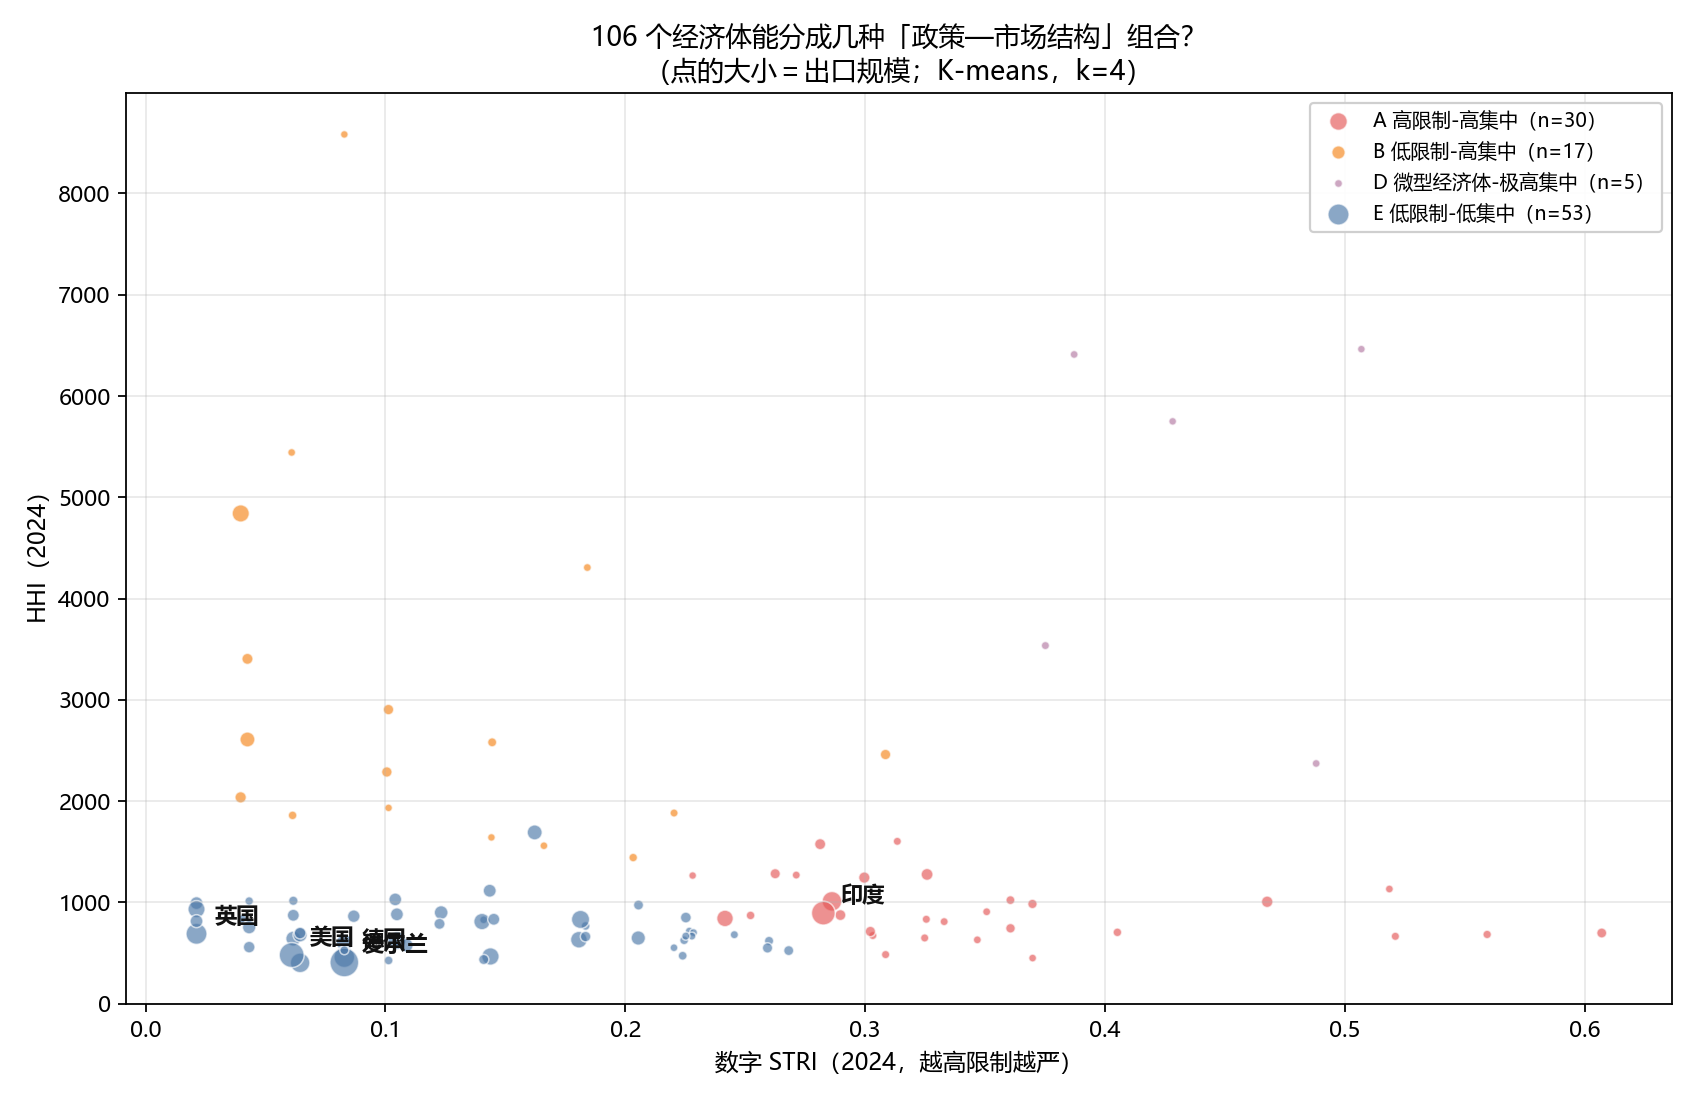 106 个经济体能分成几种「政策—市场结构」组合？
（点的大小 = 出口规模；K-means，k=4）
A 高限制-高集中（n=30）
B 低限制-高集中（n=17）
D 微型经济体-极高集中（n=5）
E 低限制-低集中（n=53）
HHI（2024）
8000
7000
6000
5000
4000
3000
2000
1000
0
印度
英国
美国
德国
爱尔兰
0.0
0.1
0.2
0.3
0.4
0.5
0.6
数字 STRI（2024，越高限制越严）